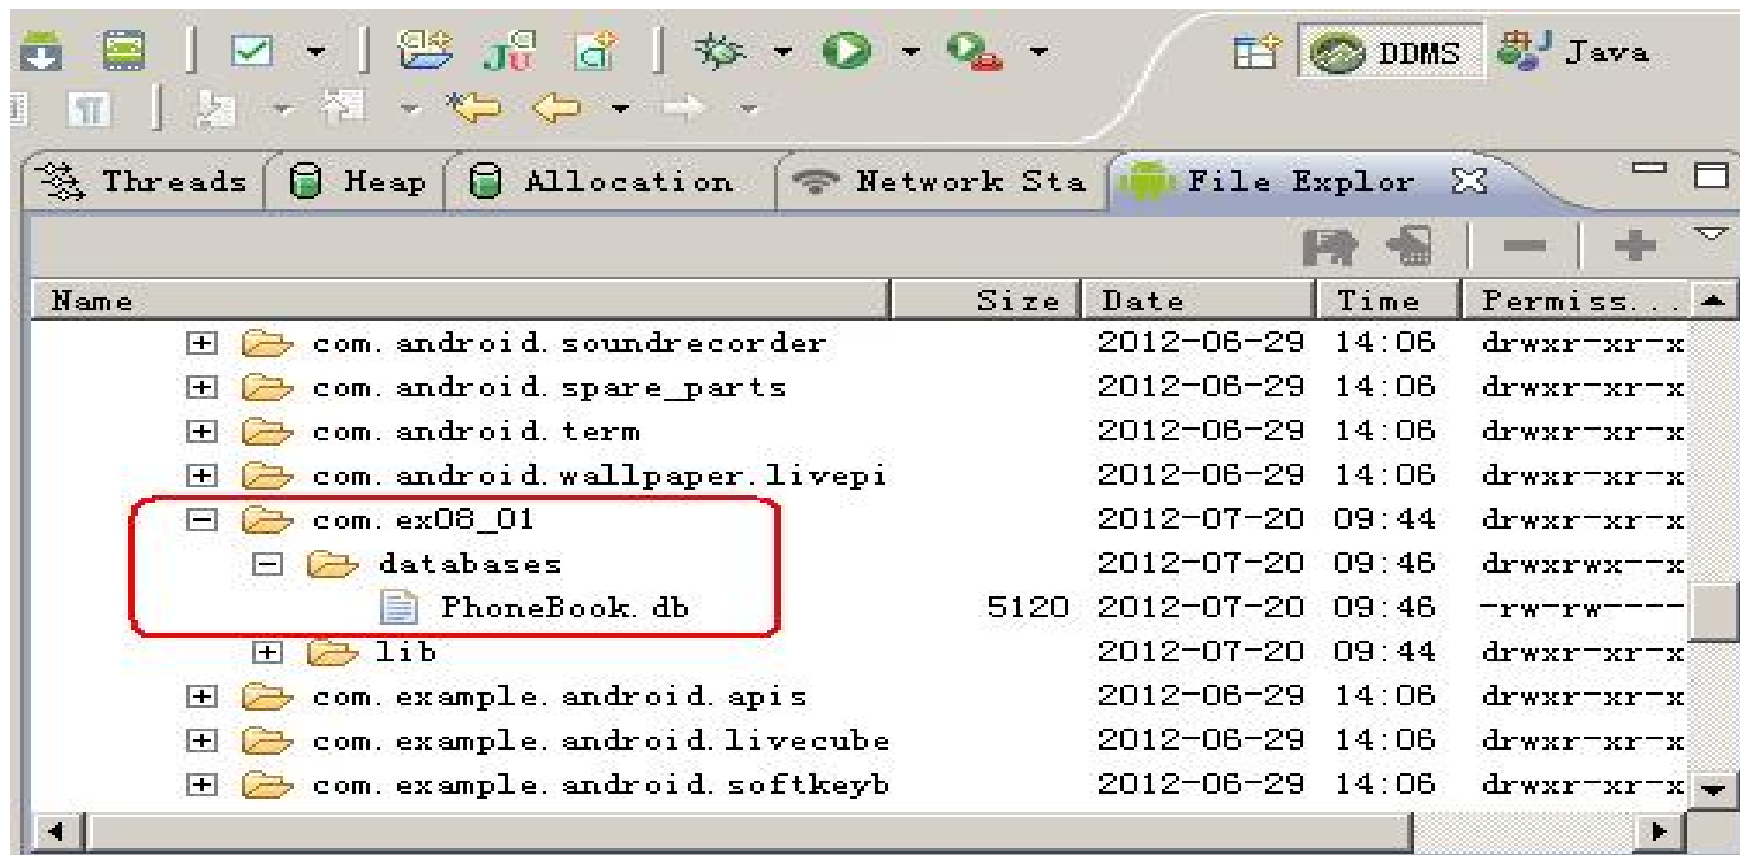 DDMS Java
Threads Heap Allocation Network Sta File Explor
Name Size Date Time Permiss...
com.android.soundrecorder 2012-06-29 14:06 drwxr-xr-x
com.android.spare_parts 2012-06-29 14:06 drwxr-xr-x
com.android.term 2012-06-29 14:06 drwxr-xr-x
com.android.wallpaper.livepi 2012-06-29 14:06 drwxr-xr-x
com.ex08_01 2012-07-20 09:44 drwxr-xr-x
databases 2012-07-20 09:46 drwxrwx--x
PhoneBook.db 5120 2012-07-20 09:46 -rw-rw----
lib 2012-07-20 09:44 drwxr-xr-x
com.example.android.apis 2012-06-29 14:06 drwxr-xr-x
com.example.android.livecube 2012-06-29 14:06 drwxr-xr-x
com.example.android.softkeyb 2012-06-29 14:06 drwxr-xr-x